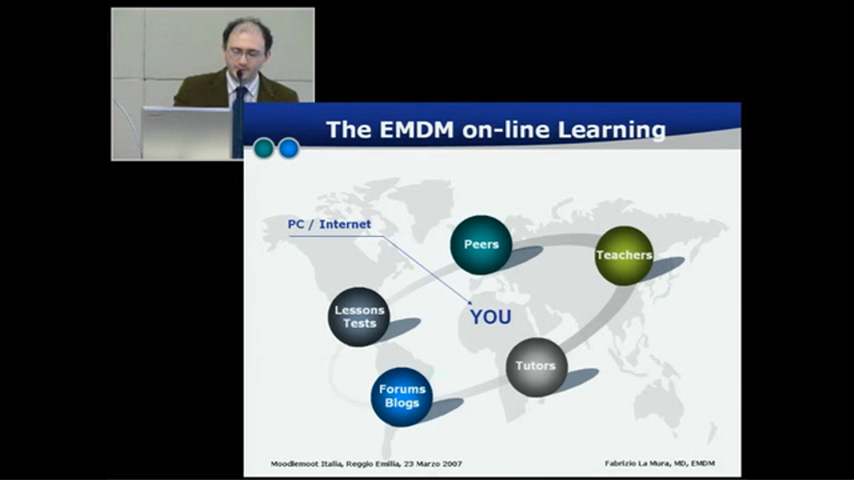 The EMDM on-line Learning
PC / Internet
Peers
Teachers
Lessons
Tests
YOU
Tutors
Forums
Blogs
Moodlemoot Italia, Reggio Emilia, 23 Marzo 2007
Fabrizio La Mura, MD, EMDM